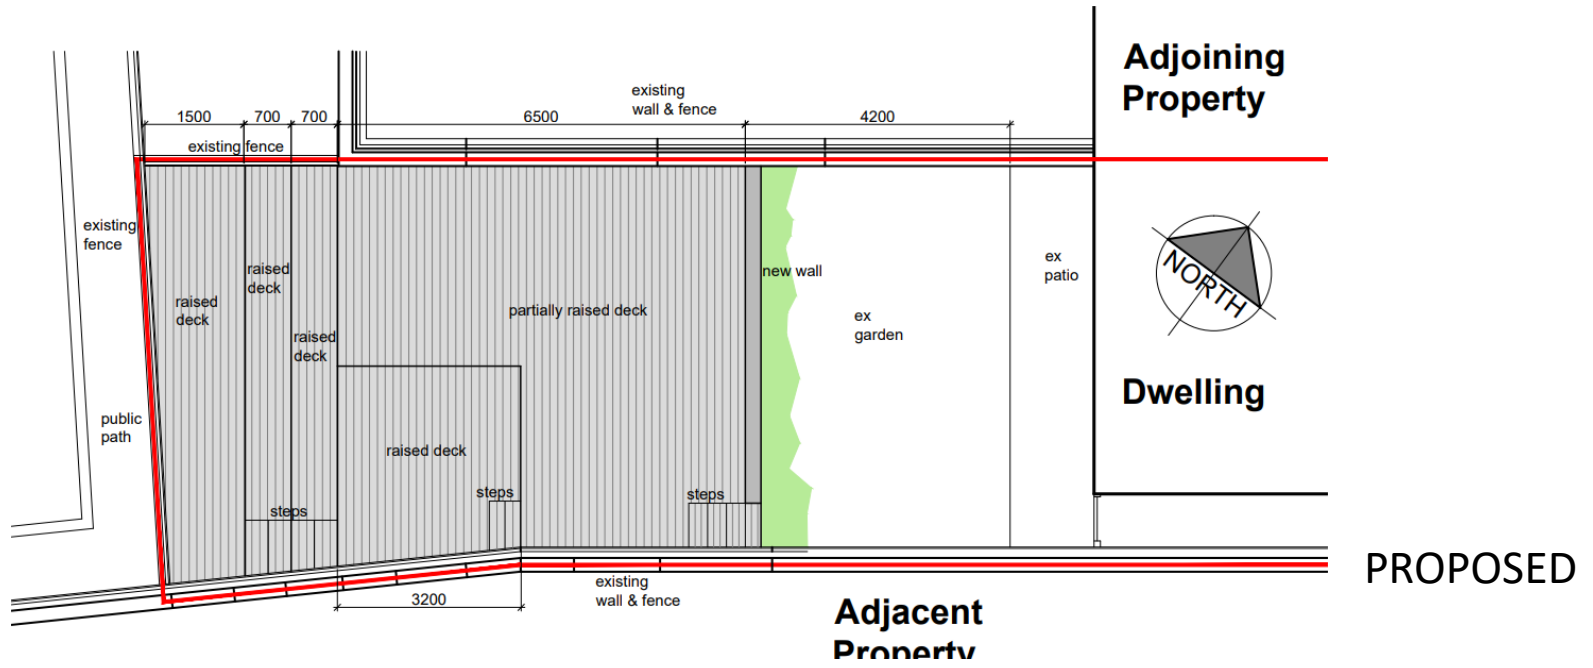 Adjoining
Property
existing
wall & fence
1500
700
700
6500
4200
existing fence
existing
fence
raised
deck
raised
deck
raised
deck
partially raised deck
new wall
ex
garden
ex
patio
NORTH
Dwelling
public
path
raised deck
steps
steps
steps
PROPOSED
existing
wall & fence
3200
Adjacent
Property